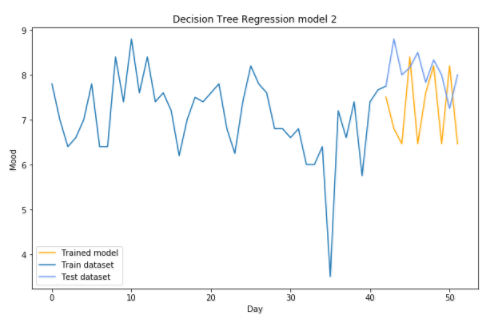 Decision Tree Regression model 2
9
8
7
6
5
4
Mood
Trained model
Train dataset
Test dataset
0
10
20
30
40
50
Day